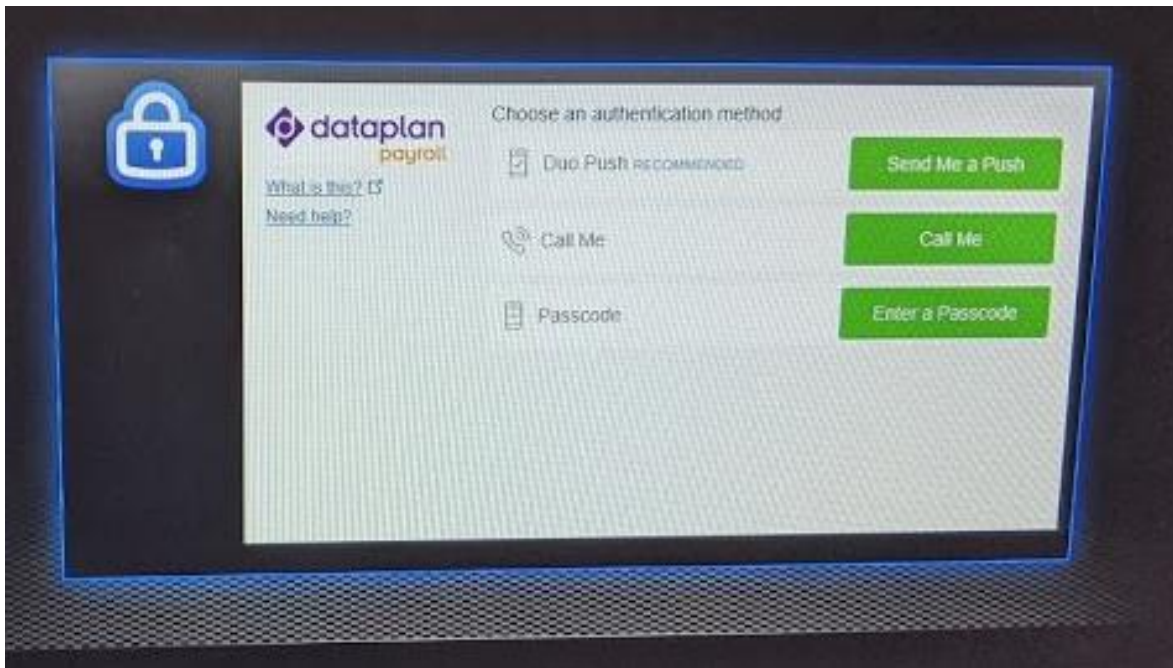 dataplan
payroll
What is this?
Need help?
Choose an authentication method
Duo Push RECOMMENDED
Send Me a Push
Call Me
Call Me
Passcode
Enter a Passcode